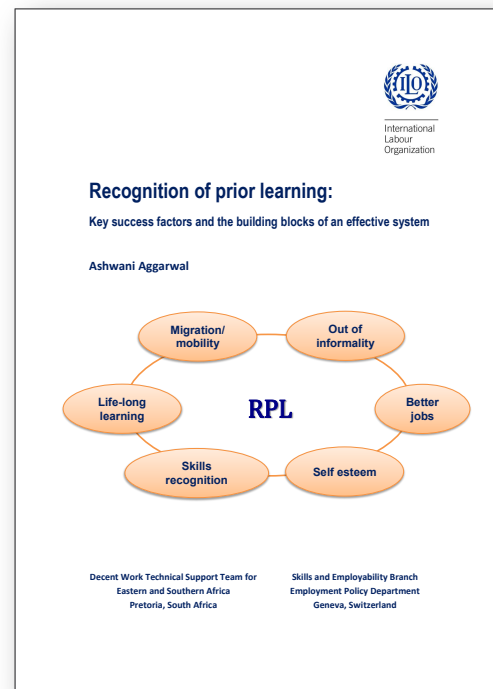 ILO
International
Labour
Organization
Recognition of prior learning:
Key success factors and the building blocks of an effective system
Ashwani Aggarwal
Migration/
mobility
Out of
informality
Life-long
learning
RPL
Better
jobs
Skills
recognition
Self esteem
Decent Work Technical Support Team for
Eastern and Southern Africa
Pretoria, South Africa
Skills and Employability Branch
Employment Policy Department
Geneva, Switzerland